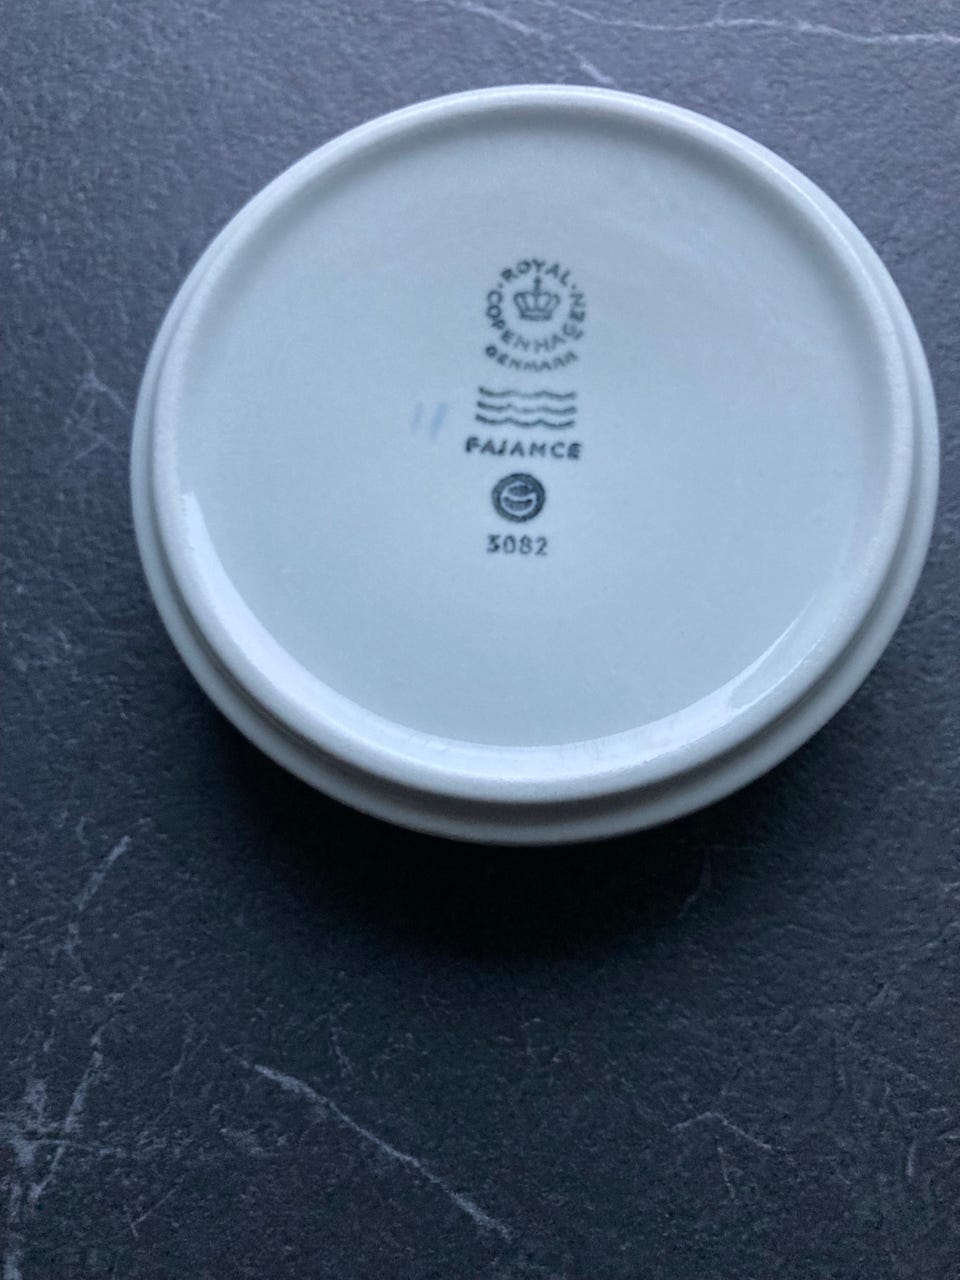 ROYAL
COPENHAGEN
DENMARK
FAJANCE
3082